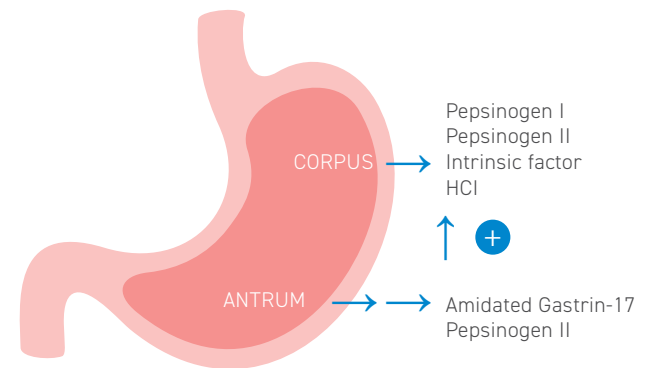 Pepsinogen I
Pepsinogen II
CORPUS
Intrinsic factor
HCl
+
ANTRUM
Amidated Gastrin-17
Pepsinogen II